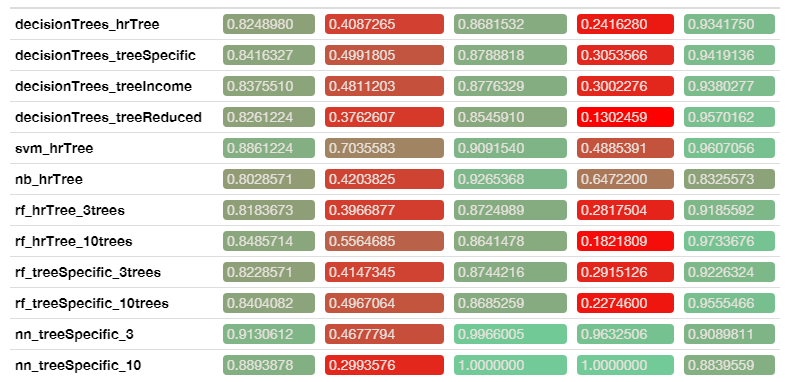 decisionTrees_hrTree 0.8248980 0.4087265 0.8681532 0.2416280 0.9341750
decisionTrees_treeSpecific 0.8416327 0.4991805 0.8788818 0.3053566 0.9419136
decisionTrees_treeIncome 0.8375510 0.4811203 0.8776329 0.3002276 0.9380277
decisionTrees_treeReduced 0.8261224 0.3762607 0.8545910 0.1302459 0.9570162
svm_hrTree 0.8861224 0.7035583 0.9091540 0.4885391 0.9607056
nb_hrTree 0.8028571 0.4203825 0.9265368 0.6472200 0.8325573
rf_hrTree_3trees 0.8183673 0.3966877 0.8724989 0.2817504 0.9185592
rf_hrTree_10trees 0.8485714 0.5564685 0.8641478 0.1821809 0.9733676
rf_treeSpecific_3trees 0.8228571 0.4147345 0.8744216 0.2915126 0.9226324
rf_treeSpecific_10trees 0.8404082 0.4967064 0.8685259 0.2274600 0.9555466
nn_treeSpecific_3 0.9130612 0.4677794 0.9966005 0.9632506 0.9089811
nn_treeSpecific_10 0.8893878 0.2993576 1.0000000 1.0000000 0.8839559